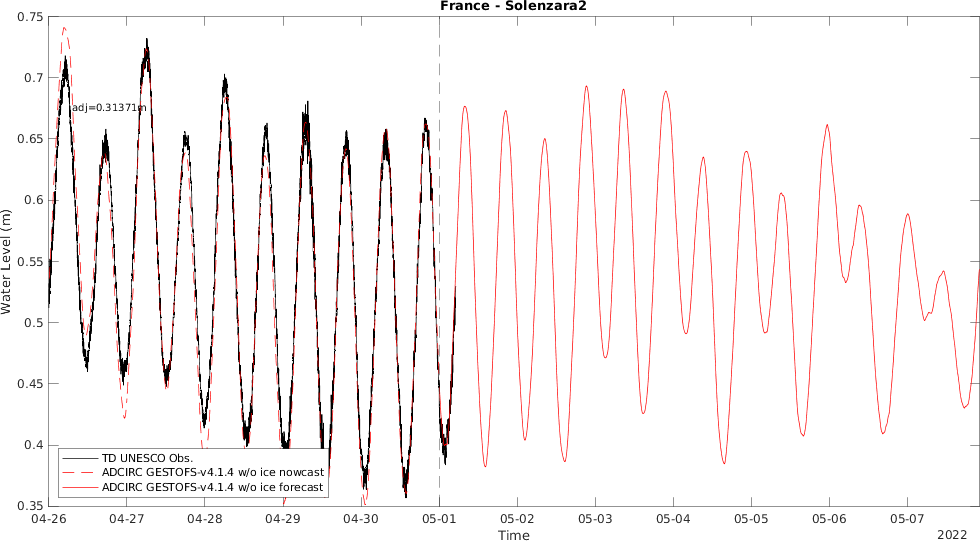 France - Solenzara2
0.75
0.7
0.65
0.6
0.55
0.5
0.45
0.4
0.35
Water Level (m)
adj=0.31371m
TD UNESCO Obs.
ADCIRC GESTOFS-v4.1.4 w/o ice nowcast
ADCIRC GESTOFS-v4.1.4 w/o ice forecast
04-26 04-27 04-28 04-29 04-30 05-01 05-02 05-03 05-04 05-05 05-06 05-07
Time
2022